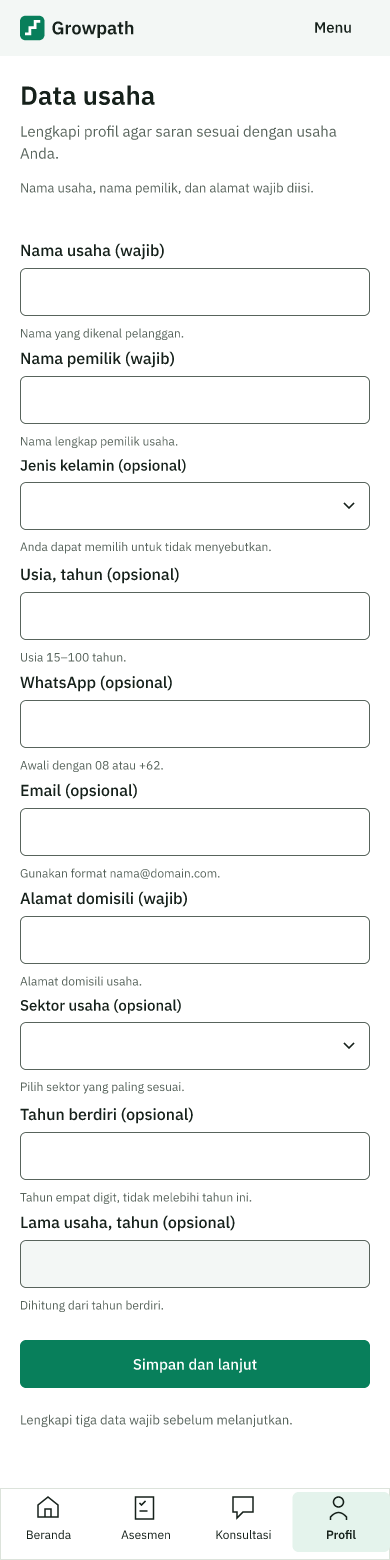 Growpath
Menu
Data usaha
Lengkapi profil agar saran sesuai dengan usaha
Anda.
Nama usaha, nama pemilik, dan alamat wajib diisi.
Nama usaha (wajib)
Nama yang dikenal pelanggan.
Nama pemilik (wajib)
Nama lengkap pemilik usaha.
Jenis kelamin (opsional)
Anda dapat memilih untuk tidak menyebutkan.
Usia, tahun (opsional)
Usia 15–100 tahun.
WhatsApp (opsional)
Awali dengan 08 atau +62.
Email (opsional)
Gunakan format nama@domain.com.
Alamat domisili (wajib)
Alamat domisili usaha.
Sektor usaha (opsional)
Pilih sektor yang paling sesuai.
Tahun berdiri (opsional)
Tahun empat digit, tidak melebihi tahun ini.
Lama usaha, tahun (opsional)
Dihitung dari tahun berdiri.
Simpan dan lanjut
Lengkapi tiga data wajib sebelum melanjutkan.
Beranda
Asesmen
Konsultasi
Profil